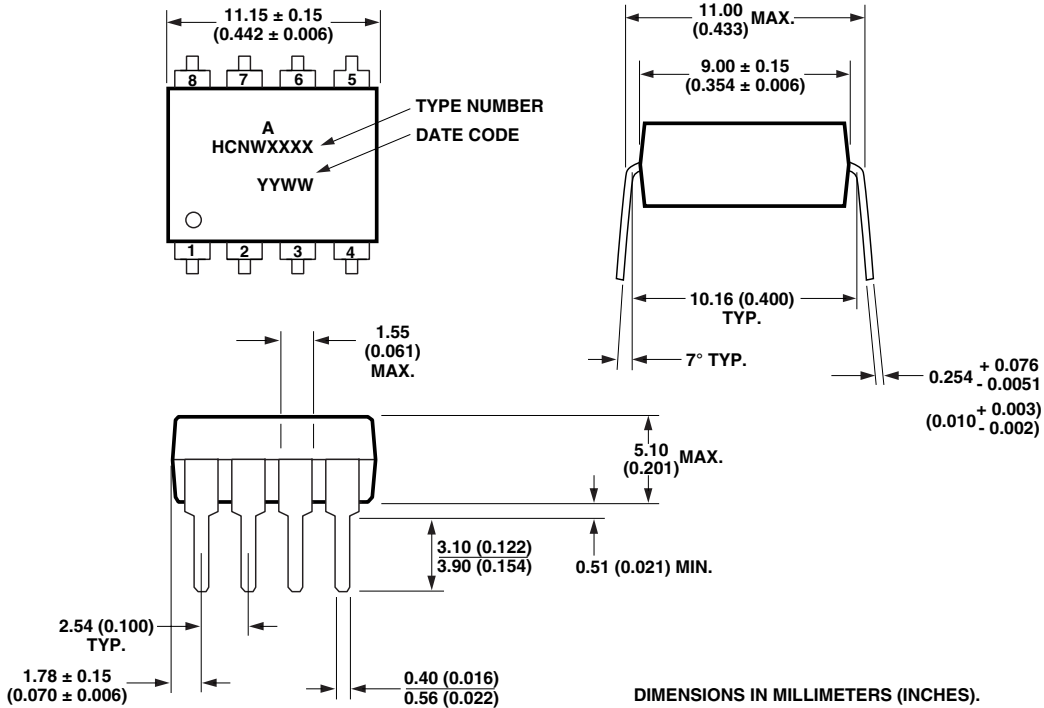 11.15 ± 0.15
(0.442 ± 0.006)
8 7 6 5
A
HCNWXXXX
YYWW
1 2 3 4
TYPE NUMBER
DATE CODE
11.00
(0.433)
MAX.
9.00 ± 0.15
(0.354 ± 0.006)
10.16 (0.400)
TYP.
7° TYP.
0.254 + 0.076
- 0.0051
(0.010 + 0.003)
- 0.002)
1.55
(0.061)
MAX.
5.10
(0.201)
MAX.
3.10 (0.122)
3.90 (0.154)
0.51 (0.021) MIN.
2.54 (0.100)
TYP.
1.78 ± 0.15
(0.070 ± 0.006)
0.40 (0.016)
0.56 (0.022)
DIMENSIONS IN MILLIMETERS (INCHES).